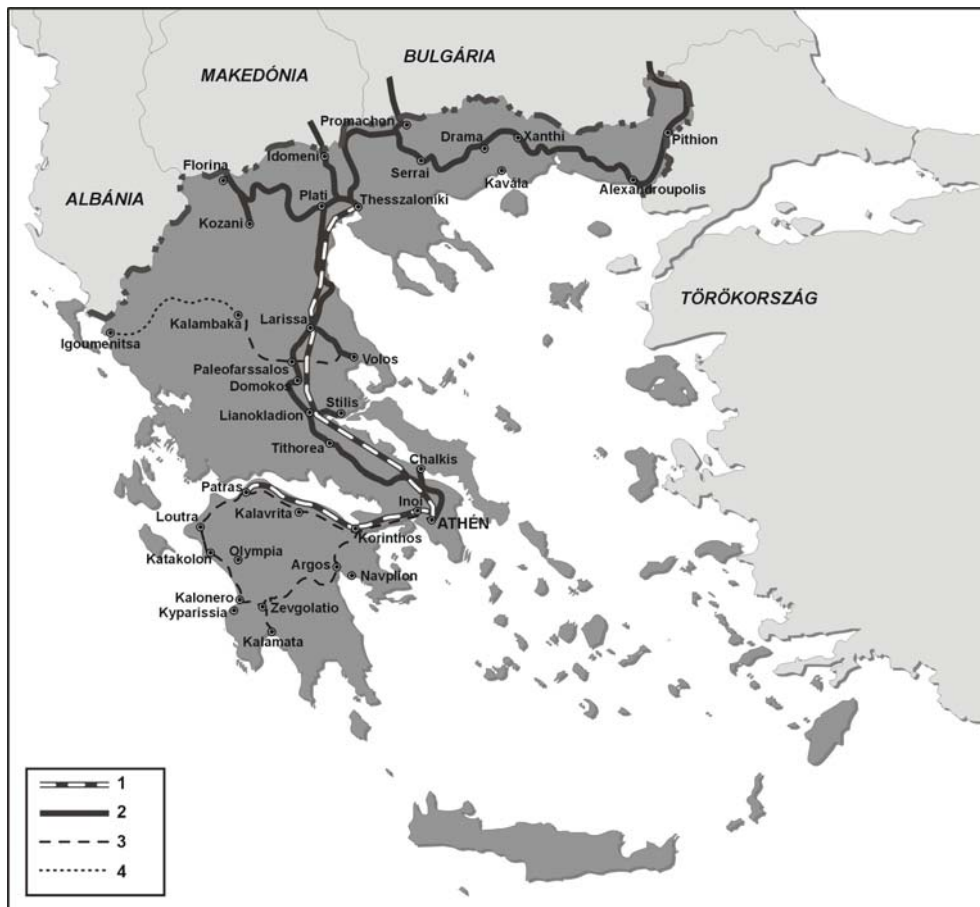 BULGÁRIA
MAKEDÓNIA
Promachon
Drama
Xanthi
Pithion
Florina
Idomeni
Serrai
Kavála
Alexandroupolis
ALBÁNIA
Plati
Thesszaloniki
Kozani
TÖRÖKORSZÁG
Larissa
Kalambaka
Igoumenitsa
Volos
Paleofarssalos
Domokos
Stilis
Lianokladion
Tithorea
Chalkis
Patras
Inoi
Kalavrita
Loutra
ATHÉN
Korinthos
Katakolon
Olympia
Argos
Navplion
Kalonero
Zevgolatio
Kyparissia
Kalamata
1
2
3
4